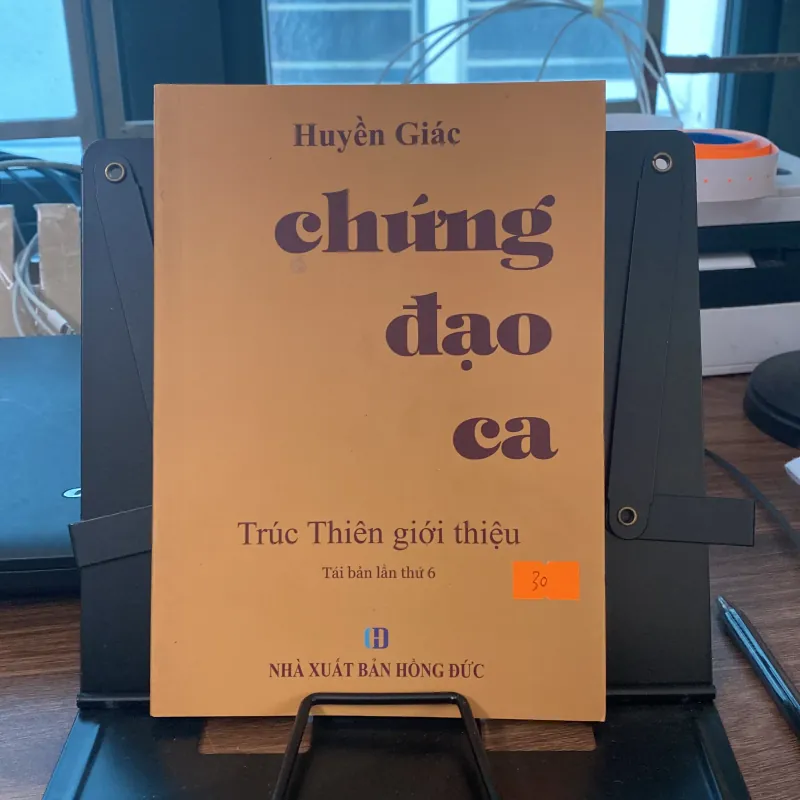 Huyền Giác
chứng
đạo
ca
Trúc Thiên giới thiệu
Tái bản lần thứ 6
30
NHÀ XUẤT BẢN HỒNG ĐỨC